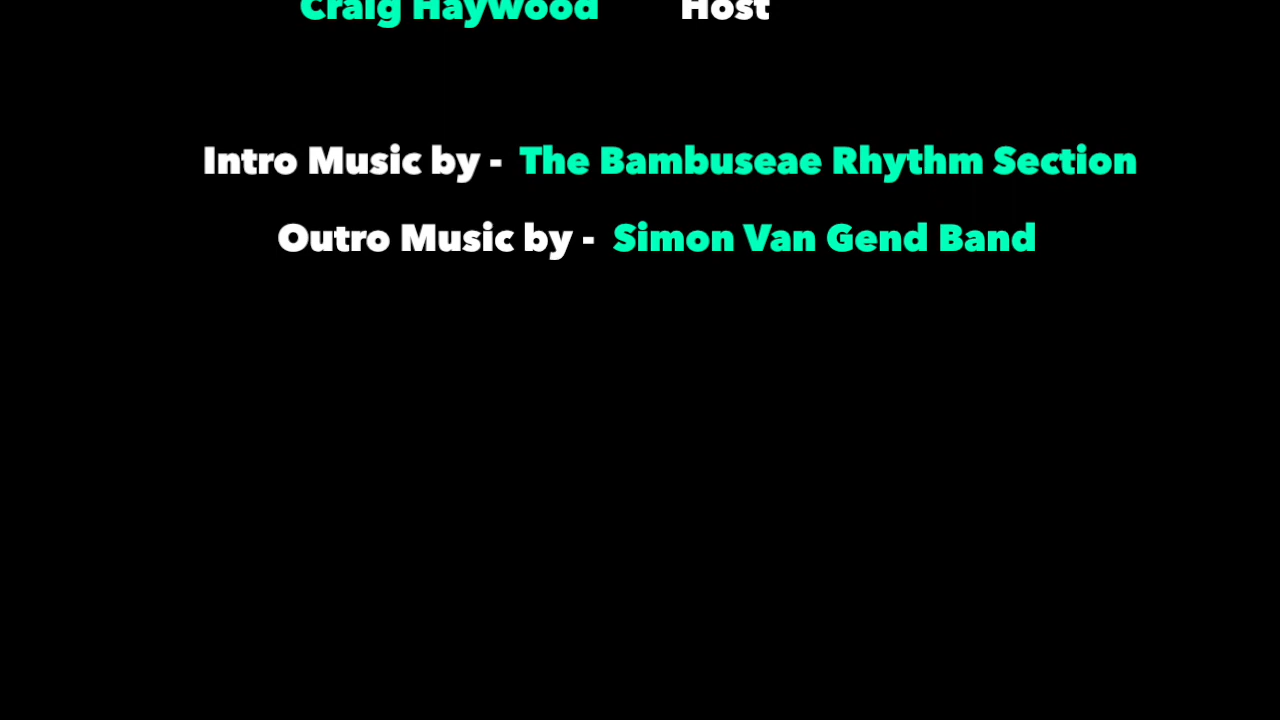 Craig Haywood Host
Intro Music by - The Bambuseae Rhythm Section
Outro Music by - Simon Van Gend Band